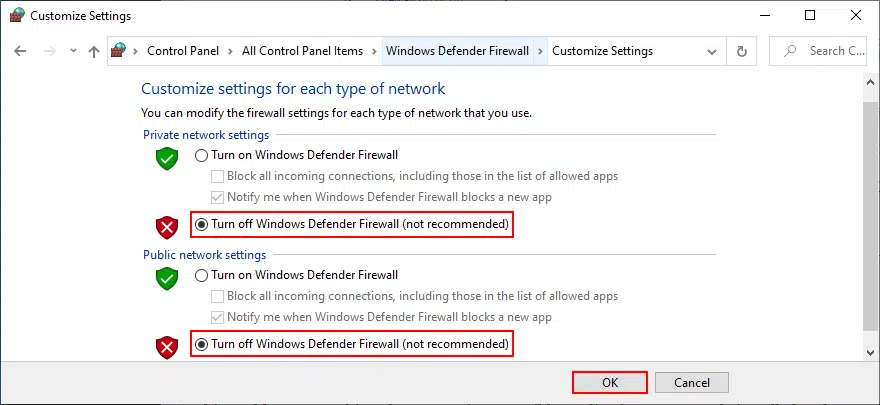 Customize Settings
Control Panel > All Control Panel Items > Windows Defender Firewall > Customize Settings Search C...
Customize settings for each type of network
You can modify the firewall settings for each type of network that you use.
Private network settings
Turn on Windows Defender Firewall
Block all incoming connections, including those in the list of allowed apps
Notify me when Windows Defender Firewall blocks a new app
Turn off Windows Defender Firewall (not recommended)
Public network settings
Turn on Windows Defender Firewall
Block all incoming connections, including those in the list of allowed apps
Notify me when Windows Defender Firewall blocks a new app
Turn off Windows Defender Firewall (not recommended)
OK Cancel